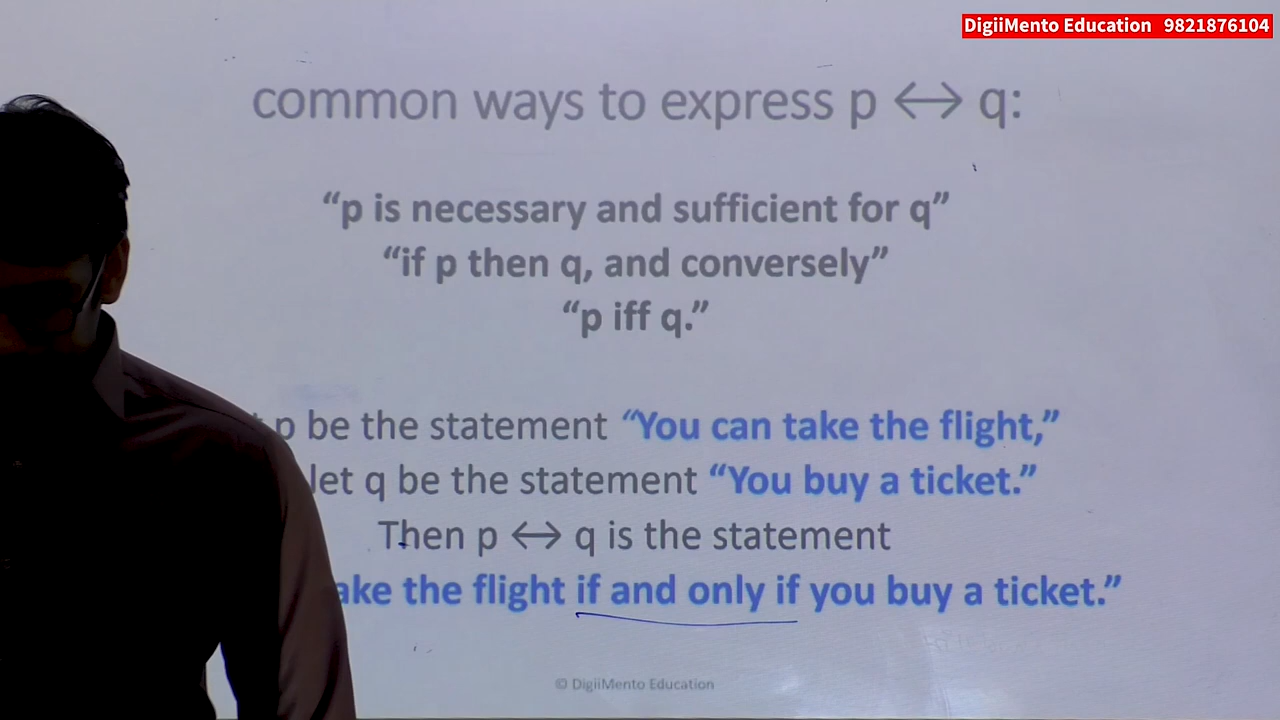 DigiiMento Education 9821876104
common ways to express p ↔ q:
“p is necessary and sufficient for q”
“if p then q, and conversely”
“p iff q.”
p be the statement “You can take the flight,”
let q be the statement “You buy a ticket.”
Then p ↔ q is the statement
the flight if and only if you buy a ticket.”
© DigiiMento Education